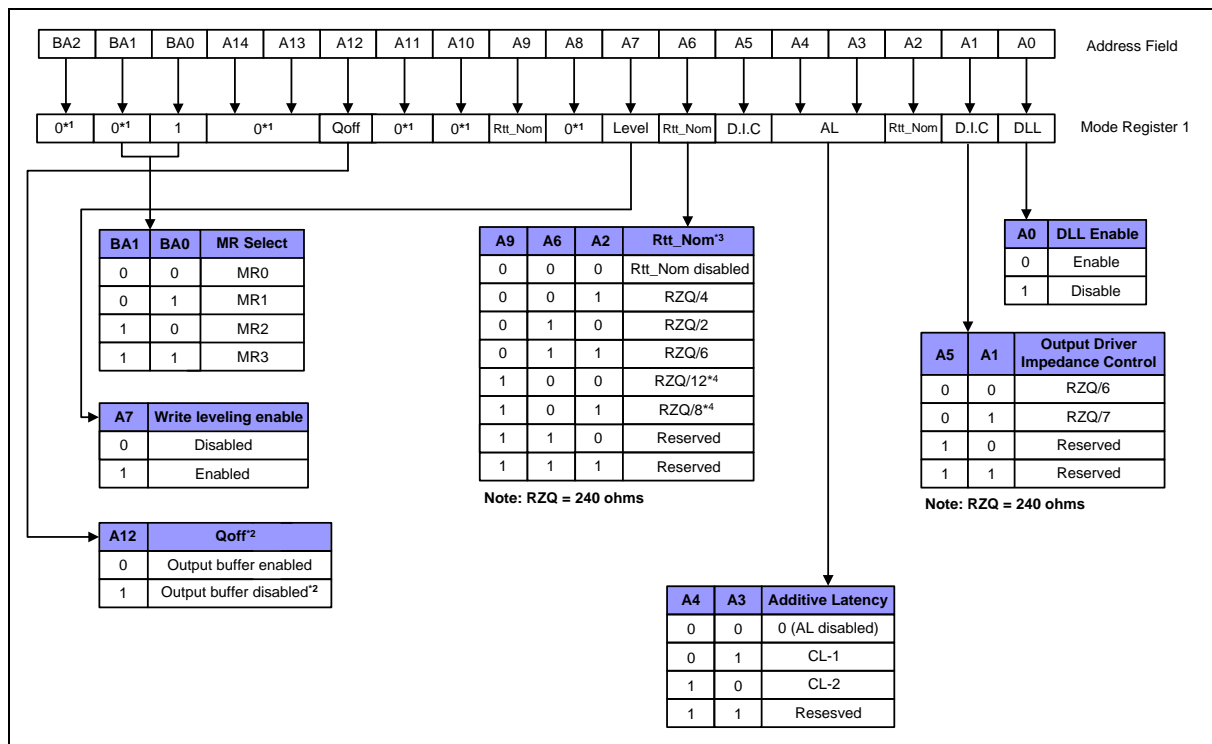 BA2 BA1 BA0 A14 A13 A12 A11 A10 A9 A8 A7 A6 A5 A4 A3 A2 A1 A0 Address Field
0*1 0*1 1 0*1 Qoff 0*1 0*1 Rtt_Nom 0*1 Level Rtt_Nom D.I.C AL Rtt_Nom D.I.C DLL Mode Register 1
BA1 BA0 MR Select
0 0 MR0
0 1 MR1
1 0 MR2
1 1 MR3
A7 Write leveling enable
0 Disabled
1 Enabled
A12 Qoff*2
0 Output buffer enabled
1 Output buffer disabled*2
A9 A6 A2 Rtt_Nom*3
0 0 0 Rtt_Nom disabled
0 0 1 RZQ/4
0 1 0 RZQ/2
0 1 1 RZQ/6
1 0 0 RZQ/12*4
1 0 1 RZQ/8*4
1 1 0 Reserved
1 1 1 Reserved
Note: RZQ = 240 ohms
A0 DLL Enable
0 Enable
1 Disable
A5 A1 Output Driver
Impedance Control
0 0 RZQ/6
0 1 RZQ/7
1 0 Reserved
1 1 Reserved
Note: RZQ = 240 ohms
A4 A3 Additive Latency
0 0 0 (AL disabled)
0 1 CL-1
1 0 CL-2
1 1 Resesved